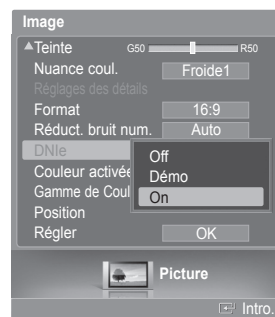 Image
Teinte G50 R50
Nuance coul. Froide1
Réglages des détails
Format 16:9
Réduct. bruit num. Auto
DNIe Off
Couleur activée Démo
Gamme de Coul On
Position
Régler OK
Picture
Intro.